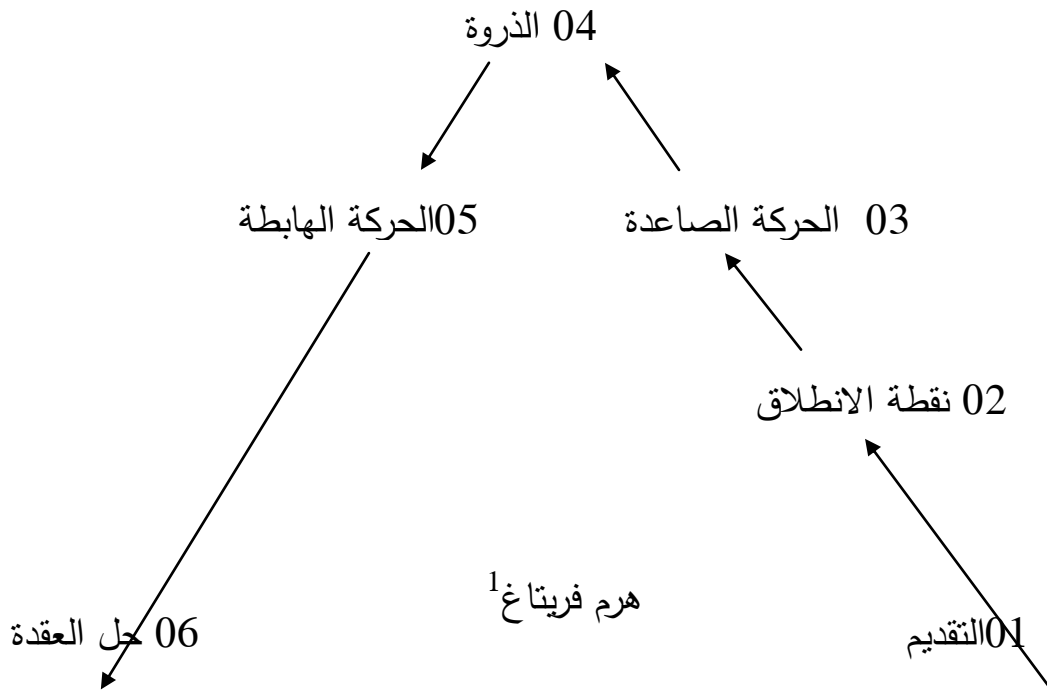 04 الذروة
03 الحركة الصاعدة
05الحركة الهابطة
02 نقطة الانطلاق
هرم فريتاغ1
01التقديم
06 حل العقدة